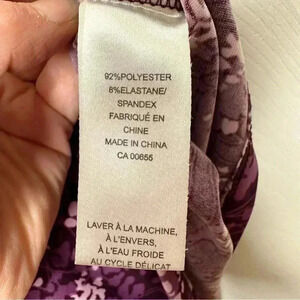 92%POLYESTER
8%ELASTANE/
SPANDEX
FABRIQUÉ EN
CHINE
MADE IN CHINA
CA 00655
LAVER À LA MACHINE,
À L'ENVERS,
À L'EAU FROIDE
AU CYCLE DÉLICAT